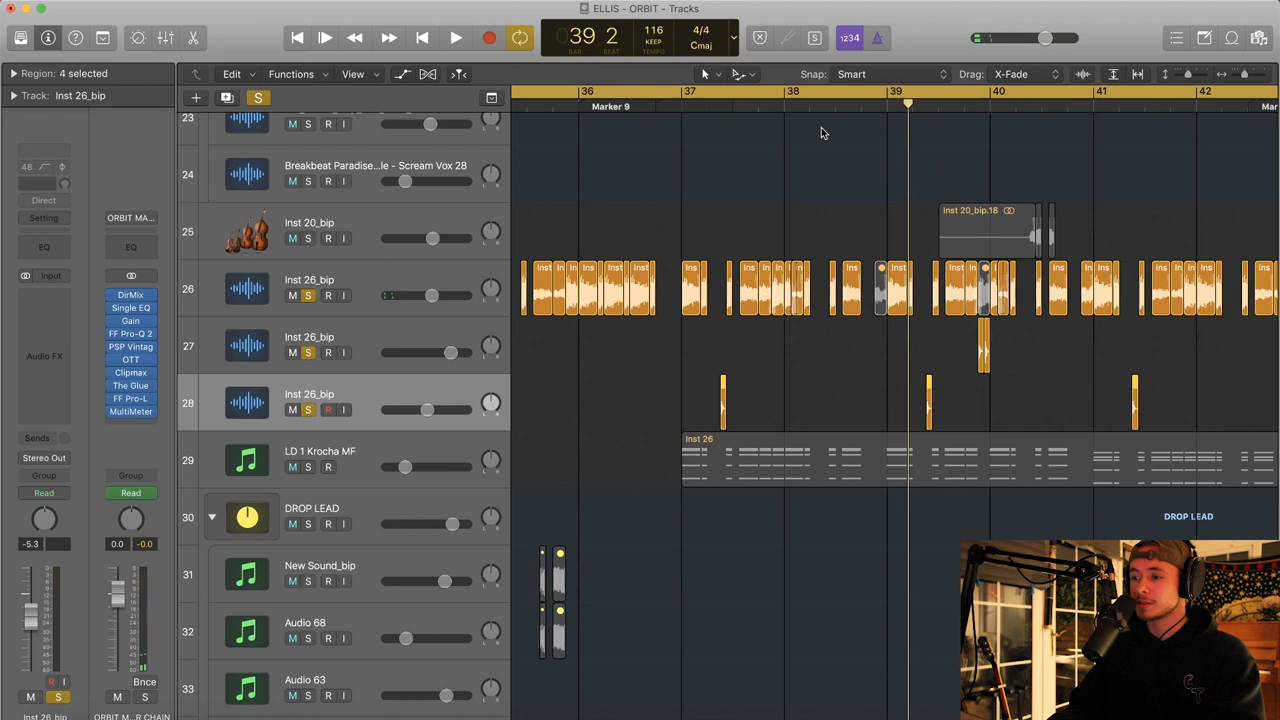 ELLIS - ORBIT - Tracks
39 2
BAR BEAT
116
KEEP
TEMPO
4/4
Cmaj
1234
Region: 4 selected
Edit
Functions
View
Snap:
Smart
Drag:
X-Fade
Track: Inst 26_bip
S
36
37
38
39
40
41
42
Marker 9
Mar
23
M S R I
24
Breakbeat Paradise...le - Scream Vox 28
M S R I
25
Inst 20_bip
M S R I
Inst 20_bip.18
26
Inst 26_bip
M S R I
27
Inst 26_bip
M S R I
28
Inst 26_bip
M S R I
29
LD 1 Krocha MF
M S R
Inst 26
30
DROP LEAD
M S R I
DROP LEAD
31
New Sound_bip
M S R I
32
Audio 68
M S R I
33
Audio 63
M S R I
48
Direct
Setting
ORBIT MA...
EQ
EQ
Input
DirMix
Single EQ
Gain
FF Pro-Q 2
PSP Vintag
OTT
Clipmax
The Glue
FF Pro-L
MultiMeter
Audio FX
Sends
Stereo Out
Group
Group
Read
Read
-5.3
0.0
-0.0
R I
Bnce
M S
M S
Inst 26_bip
ORBIT M...R CHAIN